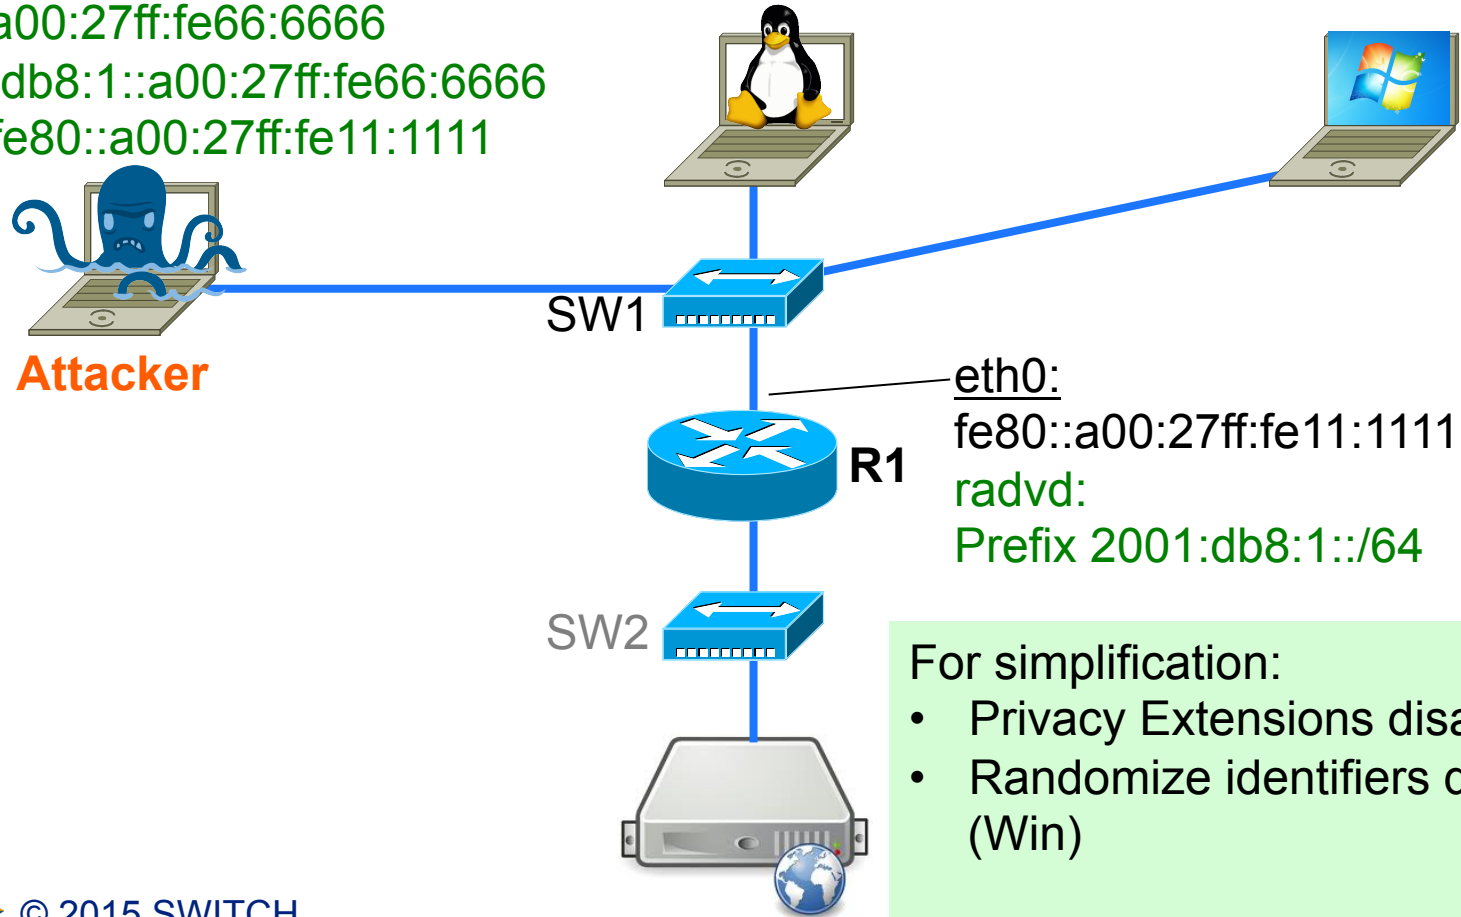 a00:27ff:fe66:6666
db8:1::a00:27ff:fe66:6666
fe80::a00:27ff:fe11:1111
Attacker
SW1
eth0:
fe80::a00:27ff:fe11:1111
R1
radvd:
Prefix 2001:db8:1::/64
SW2
For simplification:
• Privacy Extensions
• Randomize identifiers
(Win)
© 2015 SWITCH